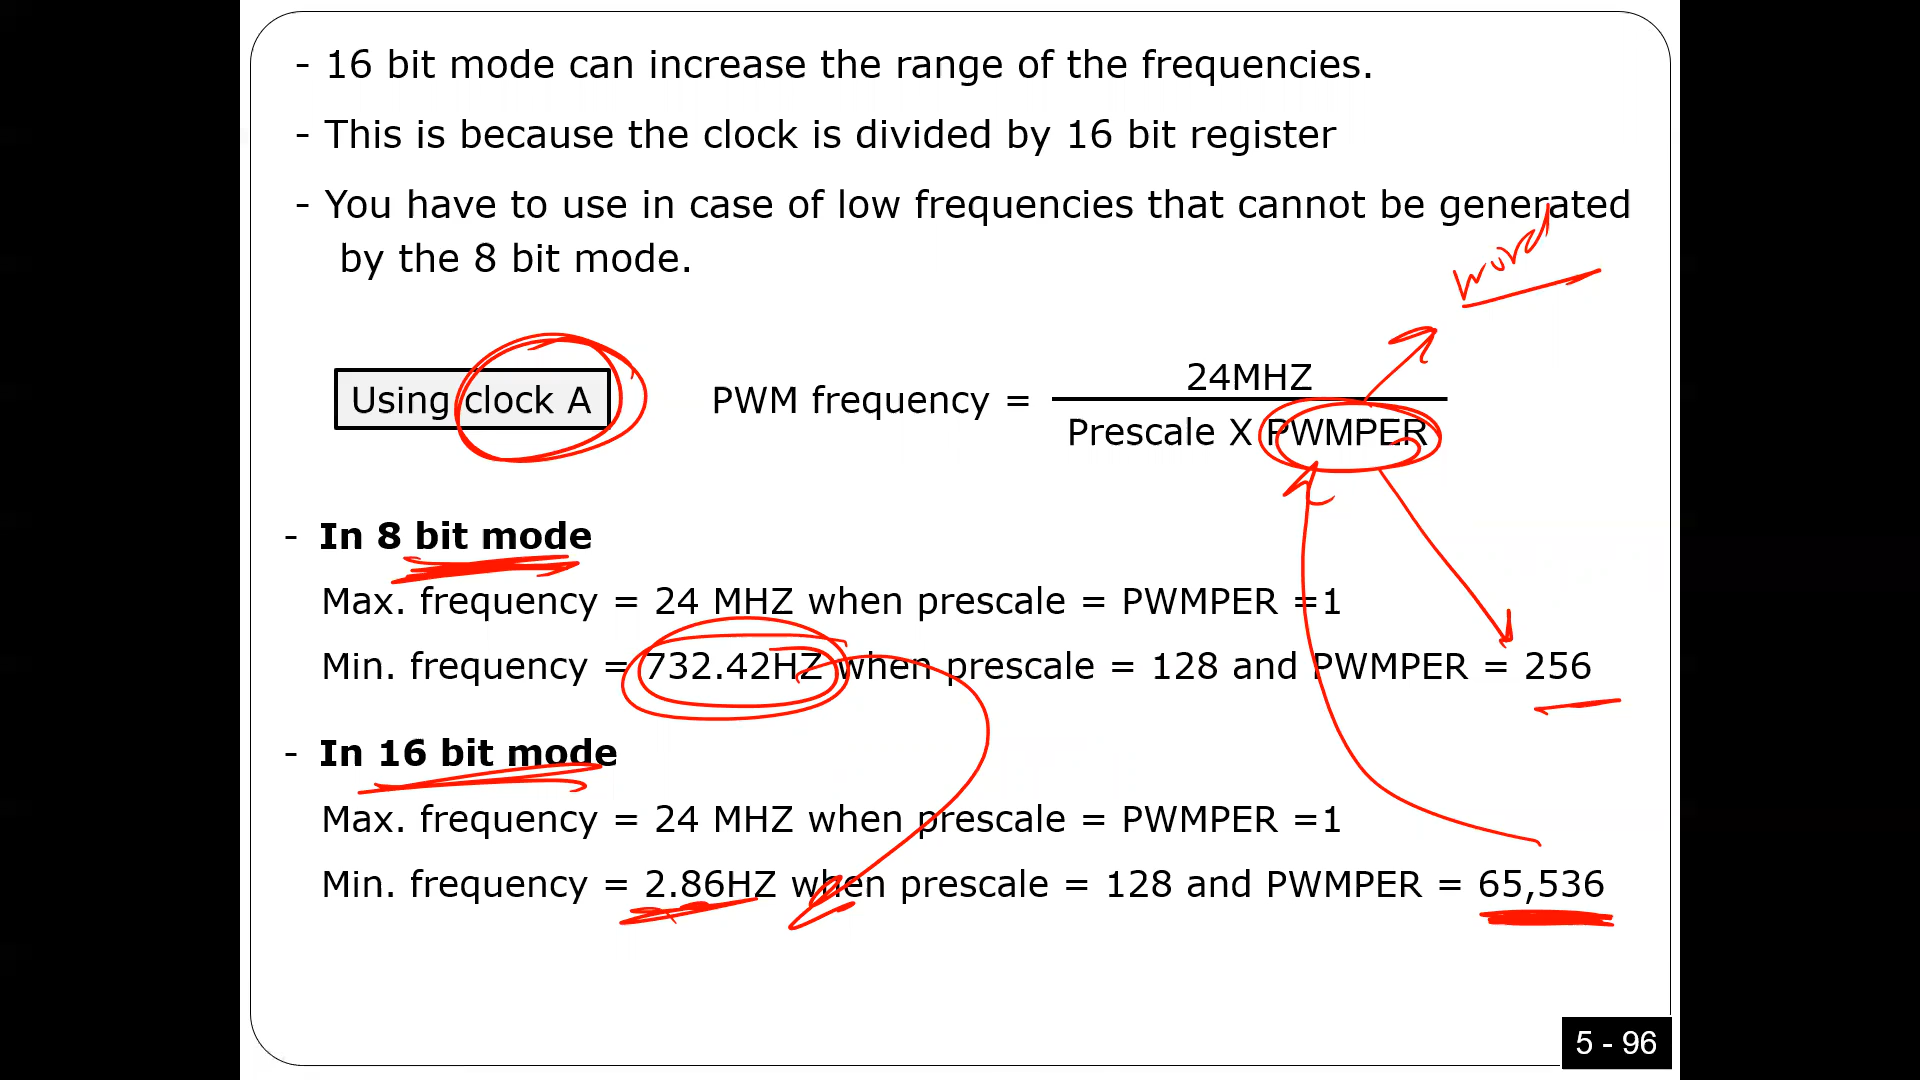 - 16 bit mode can increase the range of the frequencies.
- This is because the clock is divided by 16 bit register
- You have to use in case of low frequencies that cannot be generated
by the 8 bit mode.
word
Using clock A
PWM frequency =
24MHZ
Prescale X PWMPER
- In 8 bit mode
Max. frequency = 24 MHZ when prescale = PWMPER =1
Min. frequency = 732.42HZ when prescale = 128 and PWMPER = 256
- In 16 bit mode
Max. frequency = 24 MHZ when prescale = PWMPER =1
Min. frequency = 2.86HZ when prescale = 128 and PWMPER = 65,536
5 - 96